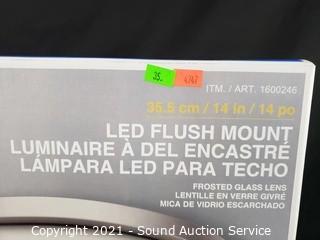 35.
4747
ITM. / ART. 1600246
35.5 cm / 14 in / 14 po
LED FLUSH MOUNT
LUMINAIRE À DEL ENCASTRÉ
LÁMPARA LED PARA TECHO
FROSTED GLASS LENS
LENTILLE EN VERRE GIVRÉ
MICA DE VIDRIO ESCARCHADO
Copyright 2021 - Sound Auction Service